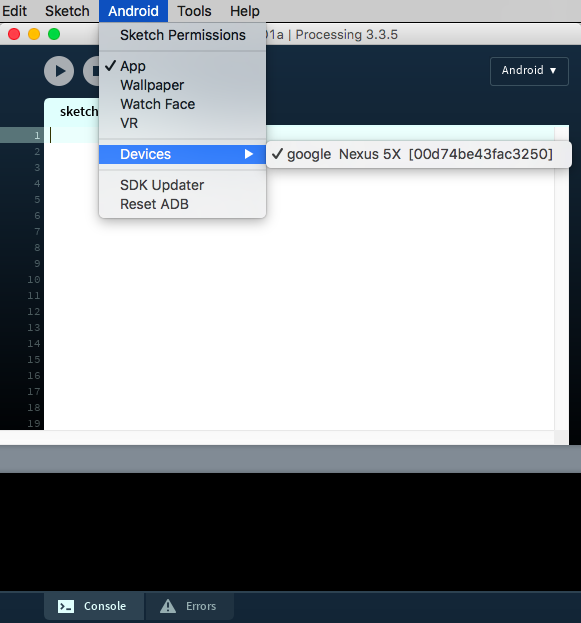 Edit Sketch Android Tools Help
01a | Processing 3.3.5
Sketch Permissions
App
Android ▾
Wallpaper
Watch Face
sketch
VR
Devices
google Nexus 5X [00d74be43fac3250]
SDK Updater
Reset ADB
1
2
3
4
5
6
7
8
9
10
11
12
13
14
15
16
17
18
19
Console
Errors